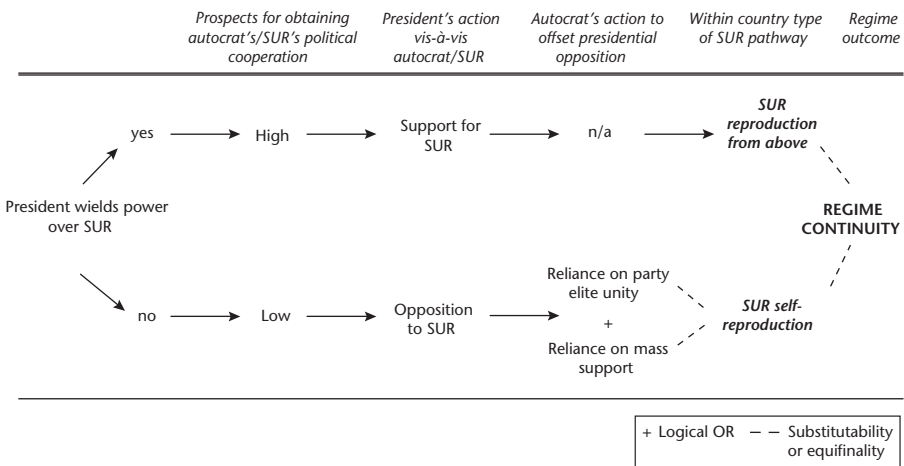 Prospects for obtaining
autocrat's/SUR's political
cooperation
President's action
vis-à-vis
autocrat/SUR
Autocrat's action to
offset presidential
opposition
Within country type
of SUR pathway
Regime
outcome
yes
High
Support for
SUR
n/a
SUR
reproduction
from above
President wields power
over SUR
REGIME
CONTINUITY
no
Low
Opposition
to SUR
Reliance on party
elite unity
+
Reliance on mass
support
SUR self-
reproduction
+ Logical OR – – Substitutability
or equifinality